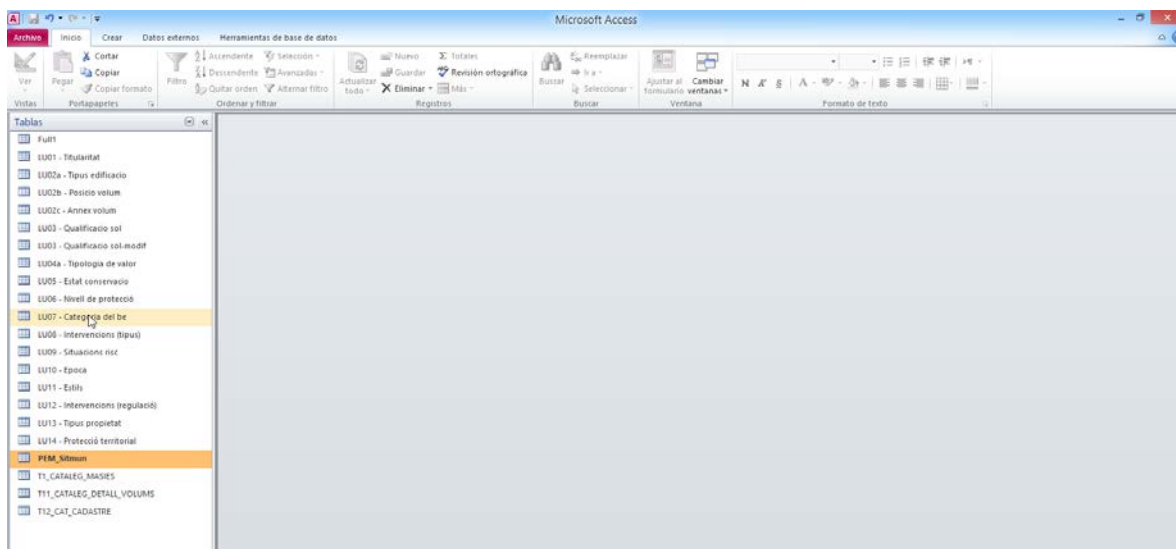 Microsoft Access
Archivo Inicio Crear Datos externos Herramientas de base de datos
Ver
Vistas
Pegar
Cortar
Copiar
Copiar formato
Portapapeles
Filtro
Ascendente
Descendente
Quitar orden
Selección
Avanzadas
Alternar filtro
Ordenar y filtrar
Actualizar todo
Nuevo
Guardar
Eliminar
Totales
Revisión ortográfica
Más
Registros
Buscar
Reemplazar
Ir a
Seleccionar
Buscar
Ajustar al formulario
Cambiar ventanas
Ventana
N K S A
Formato de texto
Tablas
Full1
LU01 - Titularitat
LU02a - Tipus edificacio
LU02b - Posicio volum
LU02c - Annex volum
LU03 - Qualificacio sol
LU03 - Qualificacio sol-modif
LU04a - Tipologia de valor
LU05 - Estat conservacio
LU06 - Nivell de protecció
LU07 - Categoria del be
LU08 - Intervencions (tipus)
LU09 - Situacions risc
LU10 - Epoca
LU11 - Estils
LU12 - Intervencions (regulació)
LU13 - Tipus propietat
LU14 - Protecció territorial
PEM_Sitmun
T1_CATALEG_MASIES
T11_CATALEG_DETALL_VOLUMS
T12_CAT_CADASTRE